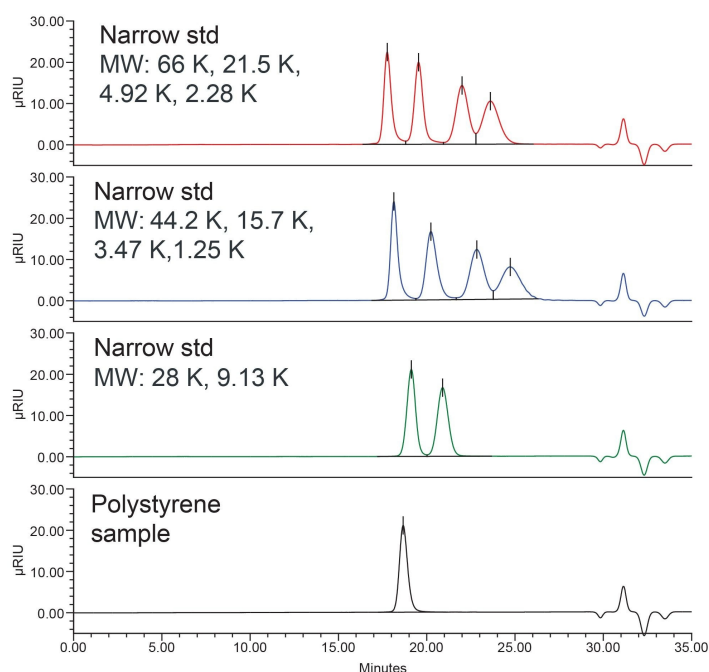 30.00
20.00
10.00
0.00
µRIU
Narrow std
MW: 66 K, 21.5 K,
4.92 K, 2.28 K
30.00
20.00
10.00
0.00
µRIU
Narrow std
MW: 44.2 K, 15.7 K,
3.47 K,1.25 K
30.00
20.00
10.00
0.00
µRIU
Narrow std
MW: 28 K, 9.13 K
30.00
20.00
10.00
0.00
µRIU
Polystyrene
sample
0.00 5.00 10.00 15.00 20.00 25.00 30.00 35.00
Minutes